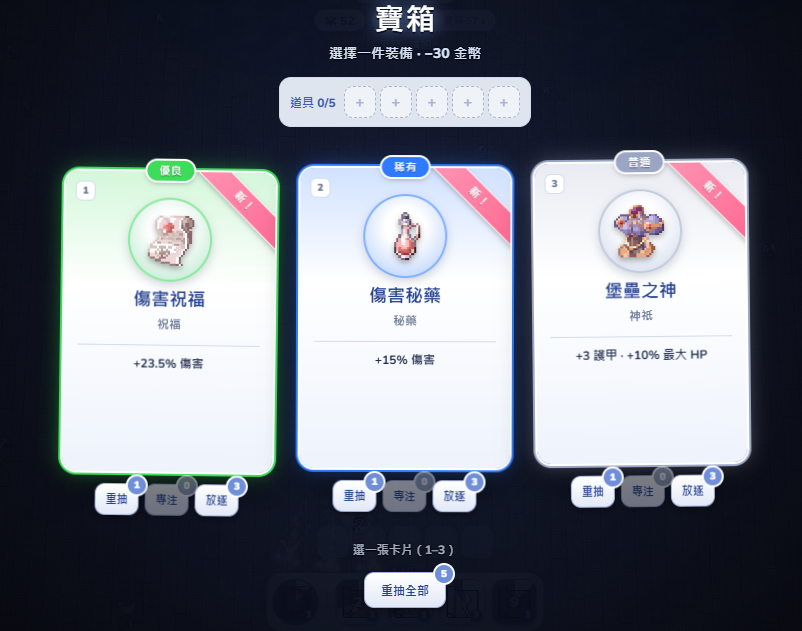 寶箱
選擇一件裝備 · −30 金幣
道具 0/5 + + + + +
優良
1
新！
傷害祝福
祝福
+23.5% 傷害
重抽 1 專注 0 放逐 3
稀有
2
新！
傷害秘藥
秘藥
+15% 傷害
重抽 1 專注 0 放逐 3
普通
3
新！
堡壘之神
神祇
+3 護甲 · +10% 最大 HP
重抽 1 專注 0 放逐 3
選一張卡片 ( 1–3 )
重抽全部 5